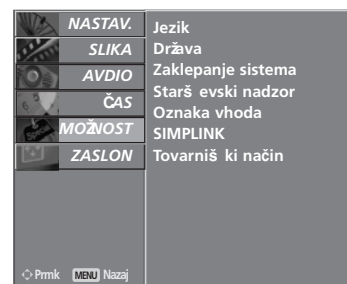 NASTAV.
SLIKA
AVDIO
ČAS
MOŽNOST
ZASLON
Prmk MENU Nazaj
Jezik
Država
Zaklepanje sistema
Starš evski nadzor
Oznaka vhoda
SIMPLINK
Tovarniš ki način